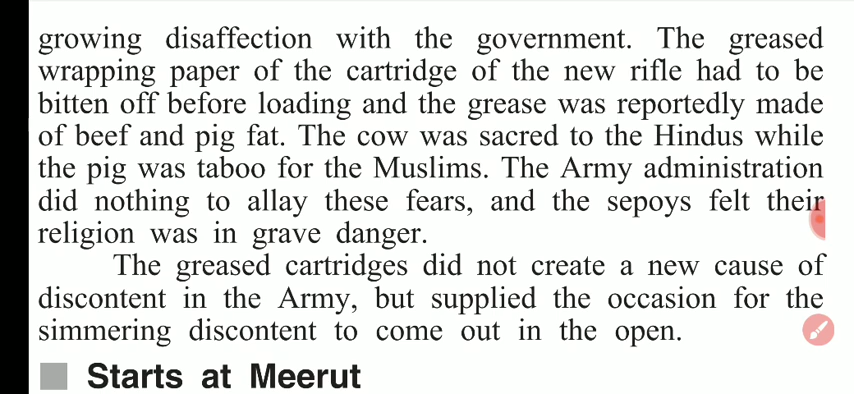 growing disaffection with the government. The greased
wrapping paper of the cartridge of the new rifle had to be
bitten off before loading and the grease was reportedly made
of beef and pig fat. The cow was sacred to the Hindus while
the pig was taboo for the Muslims. The Army administration
did nothing to allay these fears, and the sepoys felt their
religion was in grave danger.
The greased cartridges did not create a new cause of
discontent in the Army, but supplied the occasion for the
simmering discontent to come out in the open.
Starts at Meerut